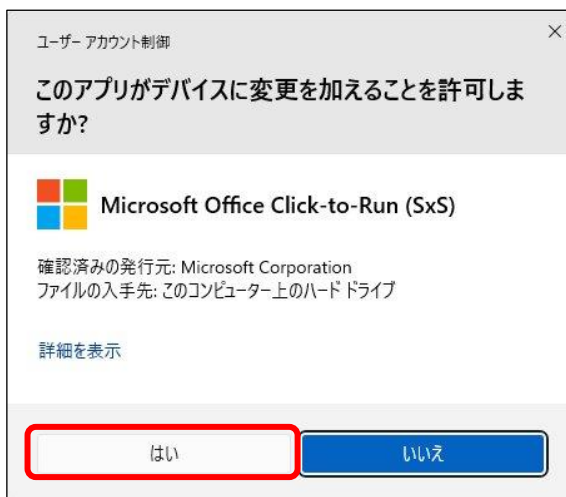 ユーザー アカウント制御
このアプリがデバイスに変更を加えることを許可しま
すか?
Microsoft Office Click-to-Run (SxS)
確認済みの発行元: Microsoft Corporation
ファイルの入手先: このコンピューター上のハード ドライブ
詳細を表示
はい
いいえ